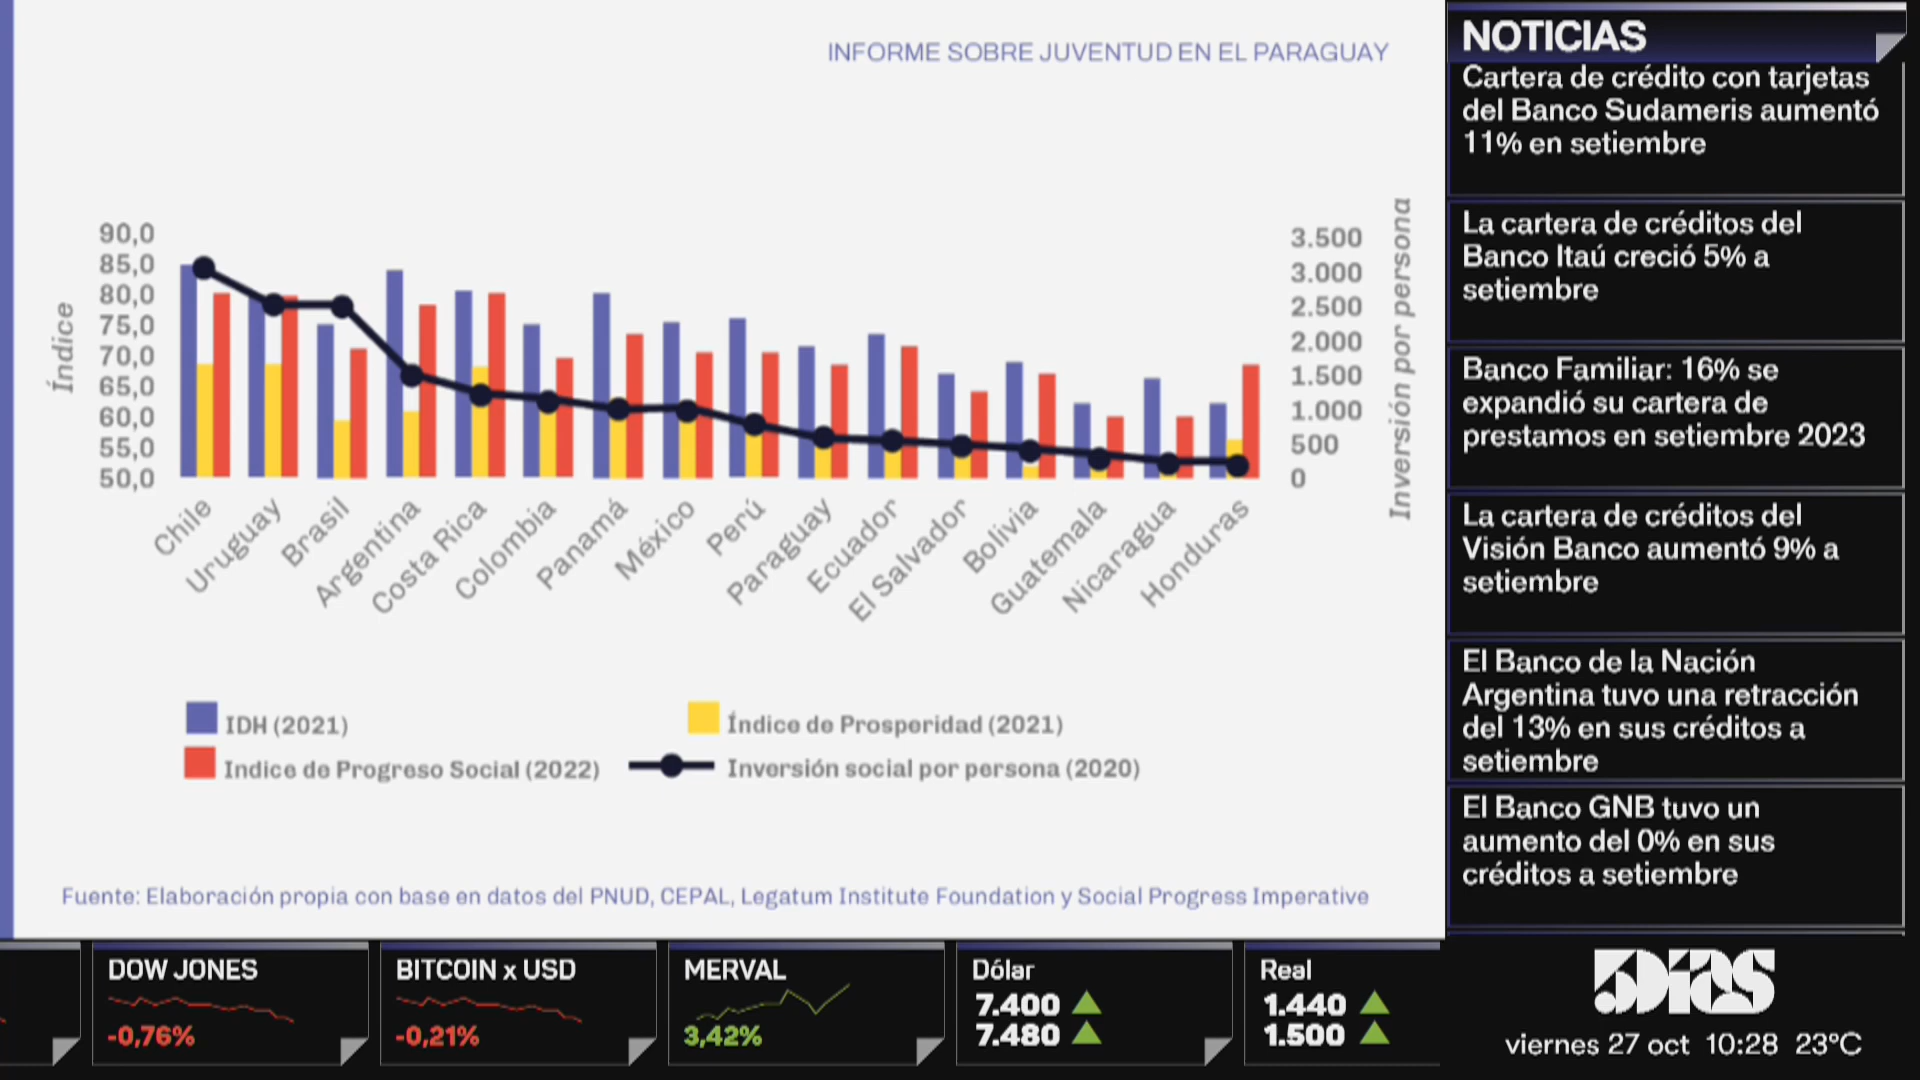 INFORME SOBRE JUVENTUD EN EL PARAGUAY
Índice
90,0
85,0
80,0
75,0
70,0
65,0
60,0
55,0
50,0
3.500
3.000
2.500
2.000
1.500
1.000
500
0
Inversión por persona
Chile
Uruguay
Brasil
Argentina
Costa Rica
Colombia
Panamá
México
Perú
Paraguay
Ecuador
El Salvador
Bolivia
Guatemala
Nicaragua
Honduras
IDH (2021)
Índice de Prosperidad (2021)
Indice de Progreso Social (2022)
Inversión social por persona (2020)
Fuente: Elaboración propia con base en datos del PNUD, CEPAL, Legatum Institute Foundation y Social Progress Imperative
NOTICIAS
Cartera de crédito con tarjetas
del Banco Sudameris aumentó
11% en setiembre
La cartera de créditos del
Banco Itaú creció 5% a
setiembre
Banco Familiar: 16% se
expandió su cartera de
prestamos en setiembre 2023
La cartera de créditos del
Visión Banco aumentó 9% a
setiembre
El Banco de la Nación
Argentina tuvo una retracción
del 13% en sus créditos a
setiembre
El Banco GNB tuvo un
aumento del 0% en sus
créditos a setiembre
DOW JONES
-0,76%
BITCOIN x USD
-0,21%
MERVAL
3,42%
Dólar
7.400
7.480
Real
1.440
1.500
5Días
viernes 27 oct 10:28 23°C